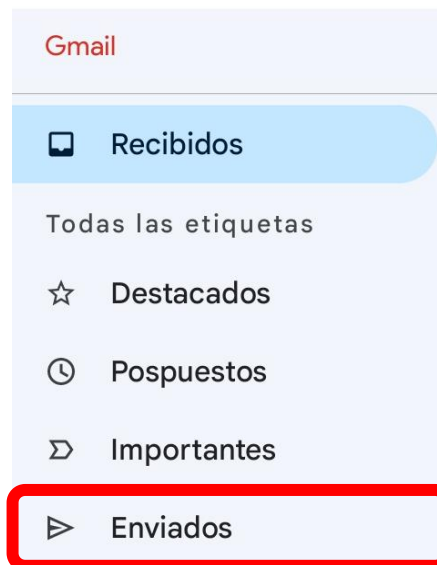 Gmail
Recibidos
Todas las etiquetas
Destacados
Pospuestos
Importantes
Enviados